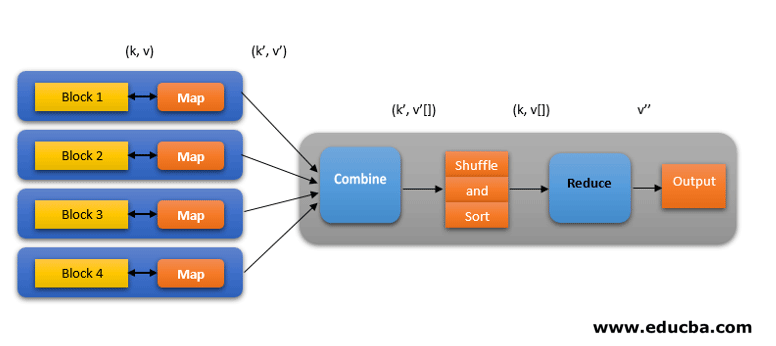 (k, v)
(k’, v’)
Block 1
Map
(k’, v’[])
(k, v[])
v’’
Block 2
Map
Combine
Shuffle
and
Sort
Reduce
Output
Block 3
Map
Block 4
Map
www.educba.com